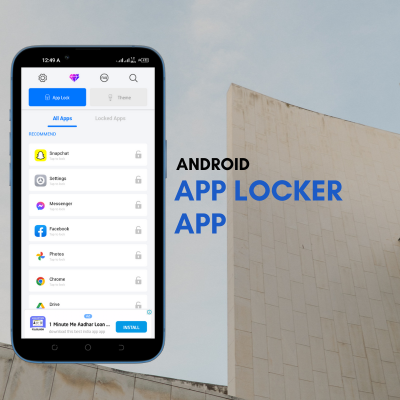 12:49 A
App Lock
Theme
All Apps
Locked Apps
RECOMMEND
Snapchat
Settings
Messenger
Facebook
Photos
Chrome
Drive
AD
1 Minute Me Aadhar Loan ...
INSTALL
ANDROID
APP LOCKER
APP